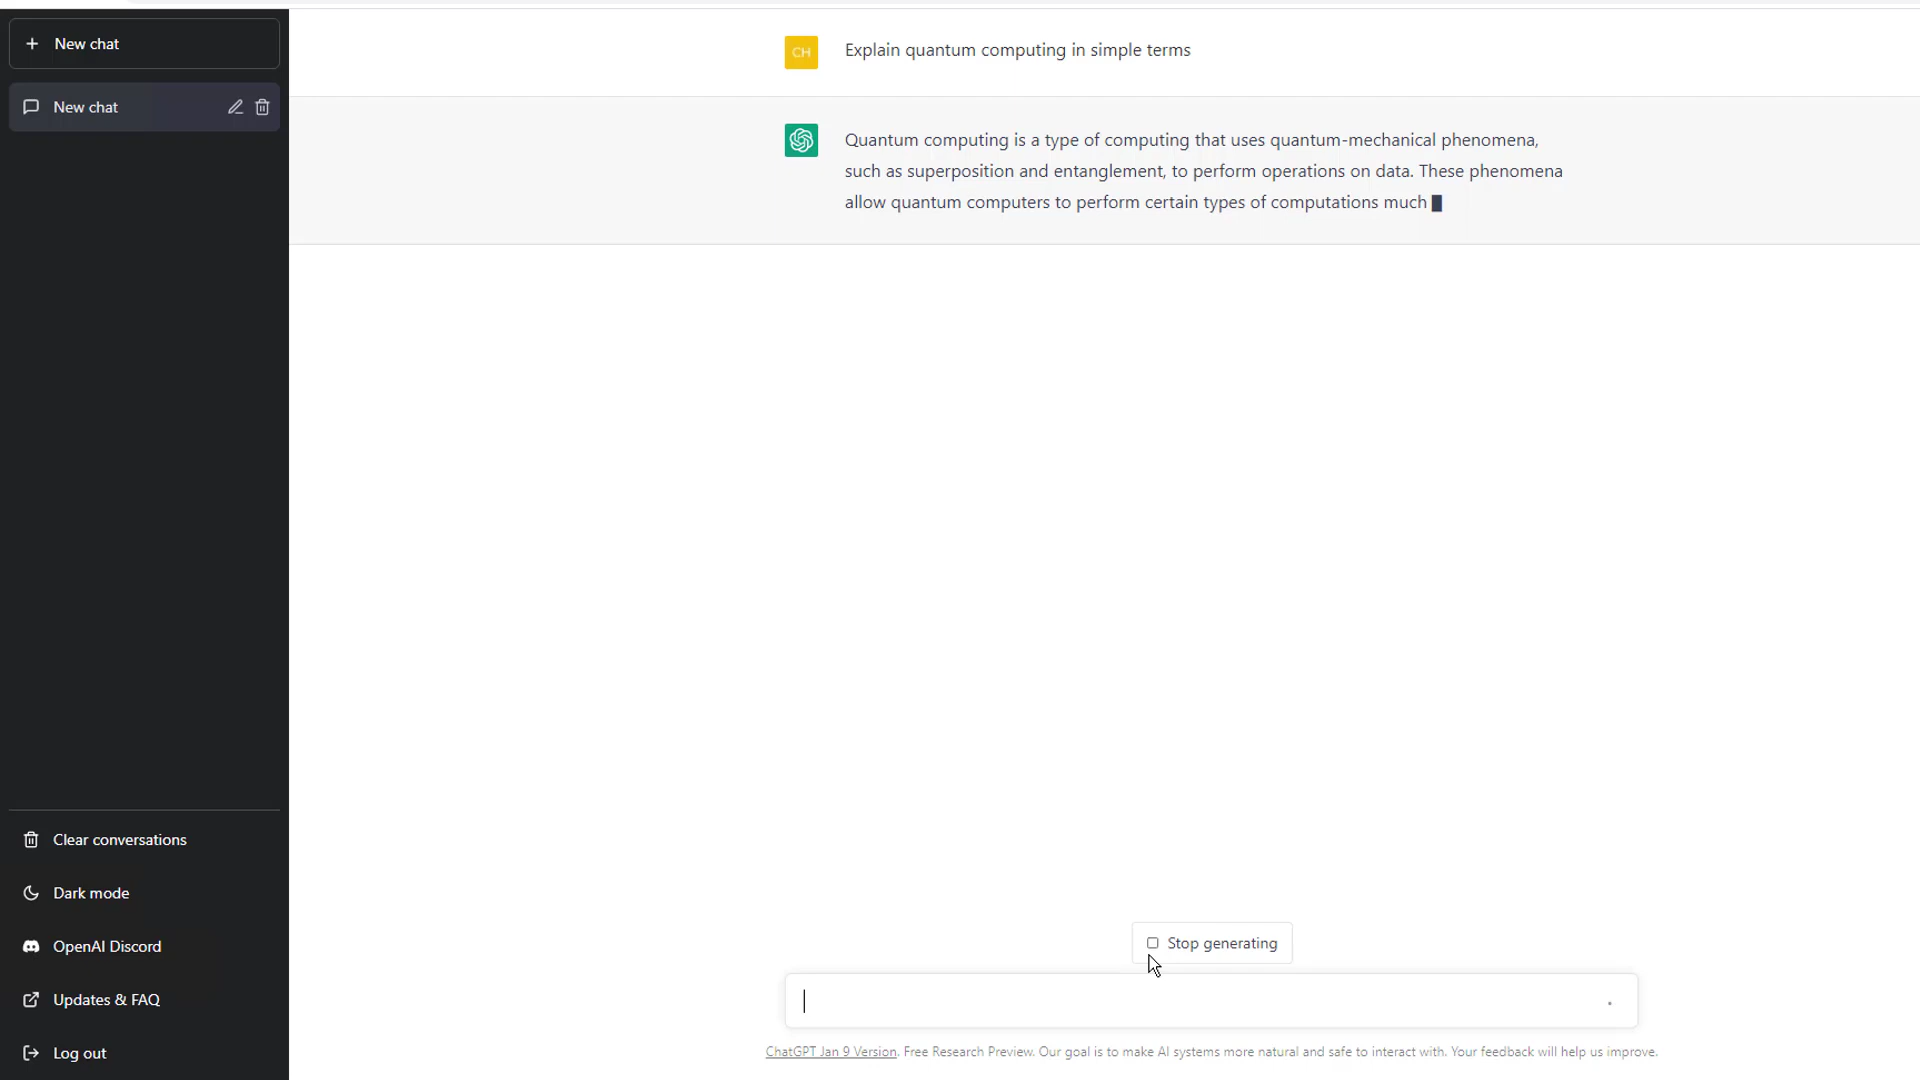 New chat
New chat
Clear conversations
Dark mode
OpenAI Discord
Updates & FAQ
Log out
CH
Explain quantum computing in simple terms
Quantum computing is a type of computing that uses quantum-mechanical phenomena,
such as superposition and entanglement, to perform operations on data. These phenomena
allow quantum computers to perform certain types of computations much
Stop generating
ChatGPT Jan 9 Version. Free Research Preview. Our goal is to make AI systems more natural and safe to interact with. Your feedback will help us improve.